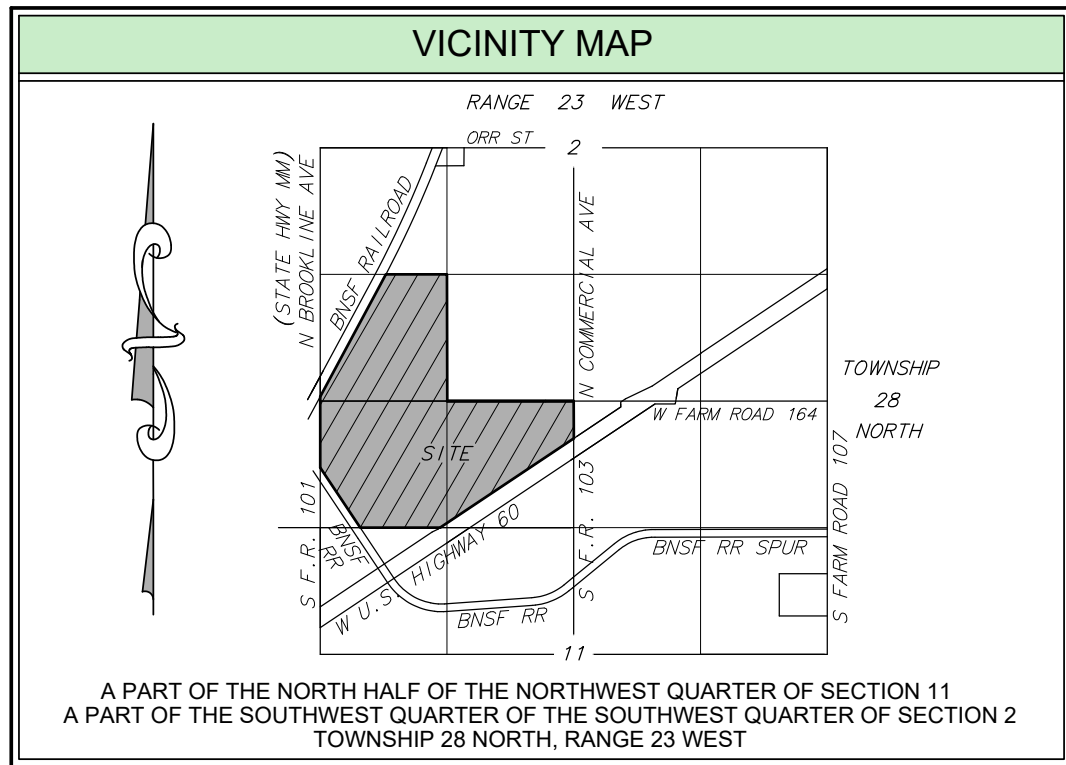 VICINITY MAP
RANGE 23 WEST
ORR ST
2
(STATE HWY MM)
N BROOKLINE AVE
BNSF RAILROAD
N COMMERCIAL AVE
TOWNSHIP
28
NORTH
W FARM ROAD 164
SITE
S F.R. 101
BNSF
RR
W U.S. HIGHWAY 60
S F.R. 103
BNSF RR SPUR
S FARM ROAD 107
BNSF RR
11
A PART OF THE NORTH HALF OF THE NORTHWEST QUARTER OF SECTION 11
A PART OF THE SOUTHWEST QUARTER OF THE SOUTHWEST QUARTER OF SECTION 2
TOWNSHIP 28 NORTH, RANGE 23 WEST